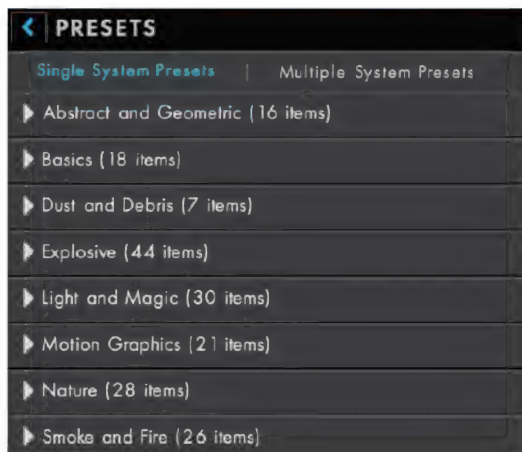 PRESETS
Single System Presets | Multiple System Presets
Abstract and Geometric (16 items)
Basics (18 items)
Dust and Debris (7 items)
Explosive (44 items)
Light and Magic (30 items)
Motion Graphics (21 items)
Nature (28 items)
Smoke and Fire (26 items)